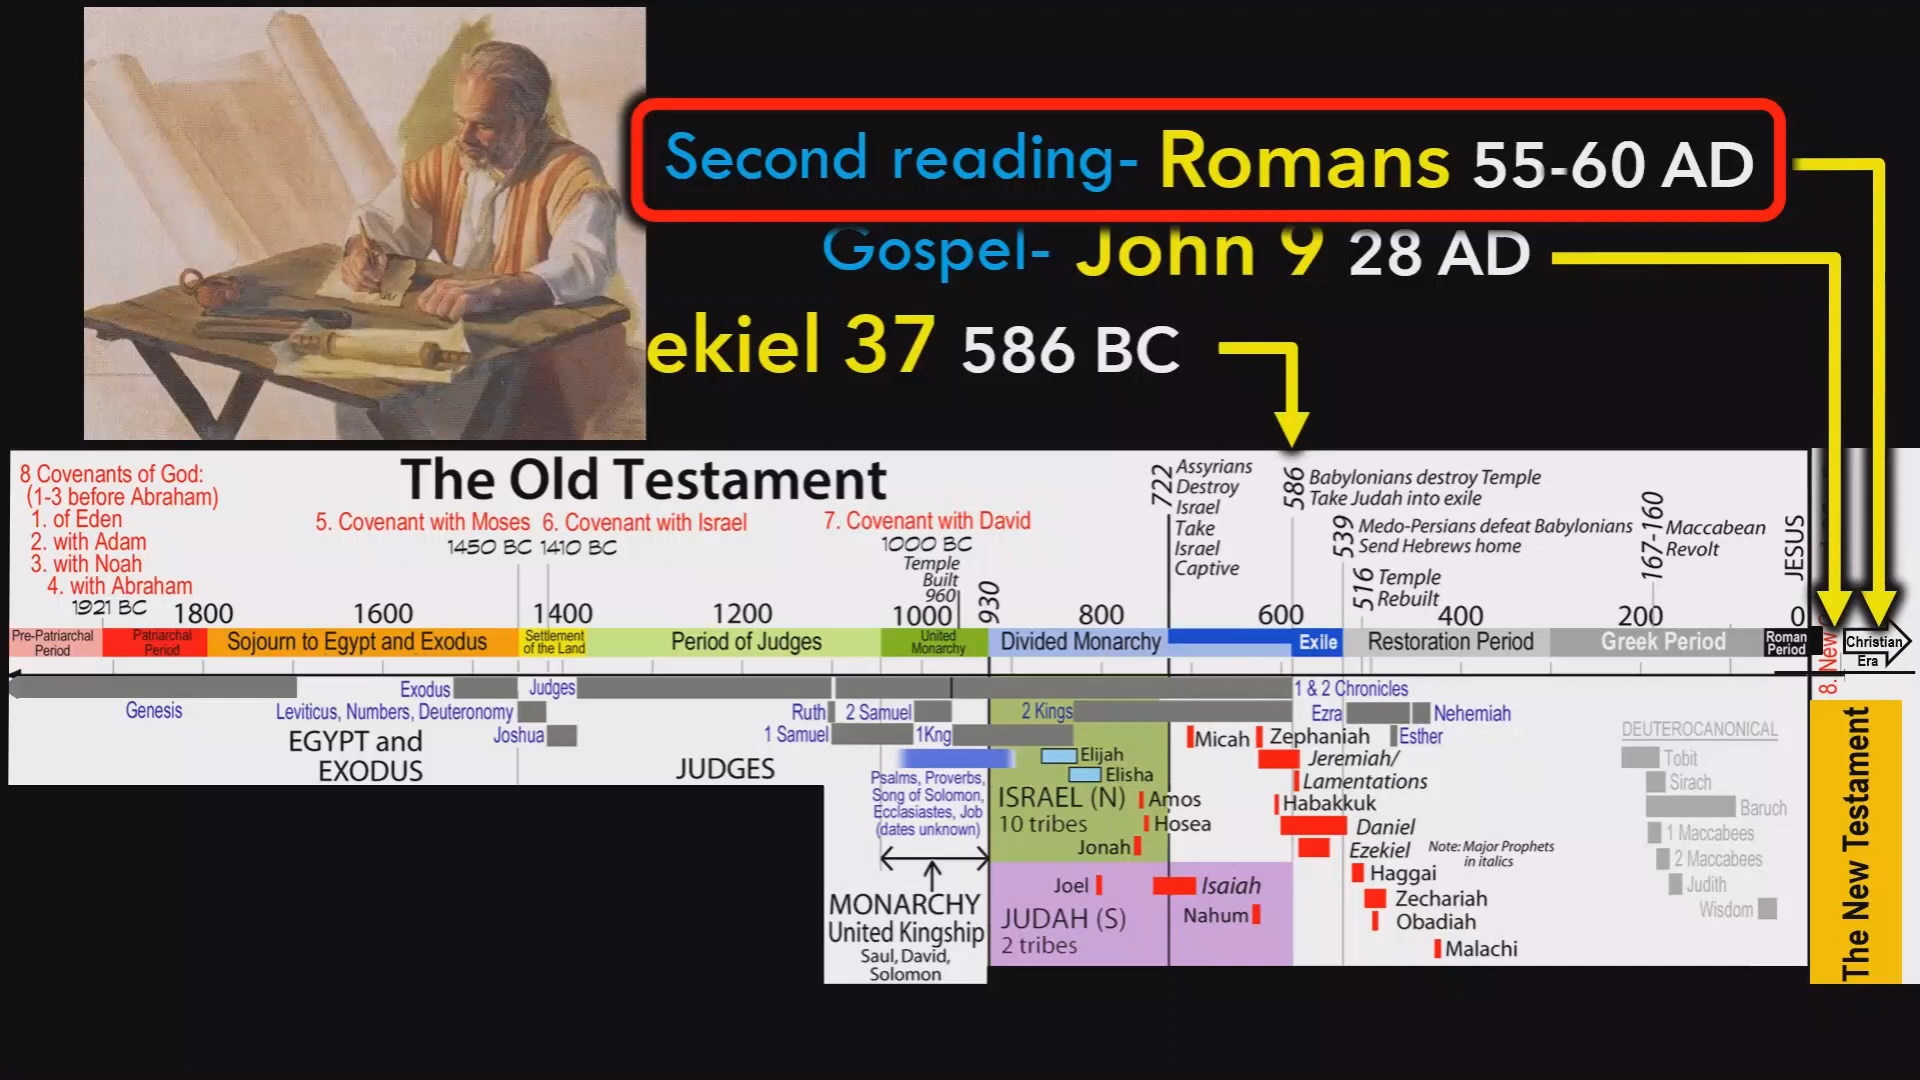 Second reading- Romans 55-60 AD
Gospel- John 9 28 AD
ekiel 37 586 BC
The Old Testament
8 Covenants of God:
(1-3 before Abraham)
1. of Eden
2. with Adam
3. with Noah
4. with Abraham
1921 BC
5. Covenant with Moses
1450 BC
6. Covenant with Israel
1410 BC
7. Covenant with David
1000 BC
Temple
Built
960
930
722
Assyrians
Destroy
Israel
Take
Israel
Captive
586
Babylonians destroy Temple
Take Judah into exile
539
Medo-Persians defeat Babylonians
Send Hebrews home
516
Temple
Rebuilt
167-160
Maccabean
Revolt
JESUS
1800 1600 1400 1200 1000 800 600 400 200 0
Pre-Patriarchal
Period
Patriarchal
Period
Sojourn to Egypt and Exodus
Settlement
of the Land
Period of Judges
United
Monarchy
Divided Monarchy
Exile
Restoration Period
Greek Period
Roman
Period
8. New
Christian
Era
Genesis
Exodus
Leviticus, Numbers, Deuteronomy
Joshua
EGYPT and
EXODUS
Judges
Ruth
1 Samuel
2 Samuel
1Kng
2 Kings
1 & 2 Chronicles
JUDGES
Psalms, Proverbs,
Song of Solomon,
Ecclasiastes, Job
(dates unknown)
MONARCHY
United Kingship
Saul, David,
Solomon
Elijah
Elisha
ISRAEL (N)
10 tribes
Amos
Hosea
Jonah
Joel
Isaiah
JUDAH (S)
2 tribes
Nahum
Micah
Zephaniah
Jeremiah/
Lamentations
Habakkuk
Daniel
Ezekiel
Note: Major Prophets
in italics
Haggai
Zechariah
Obadiah
Malachi
Ezra
Nehemiah
Esther
DEUTEROCANONICAL
Tobit
Sirach
Baruch
1 Maccabees
2 Maccabees
Judith
Wisdom
The New Testament